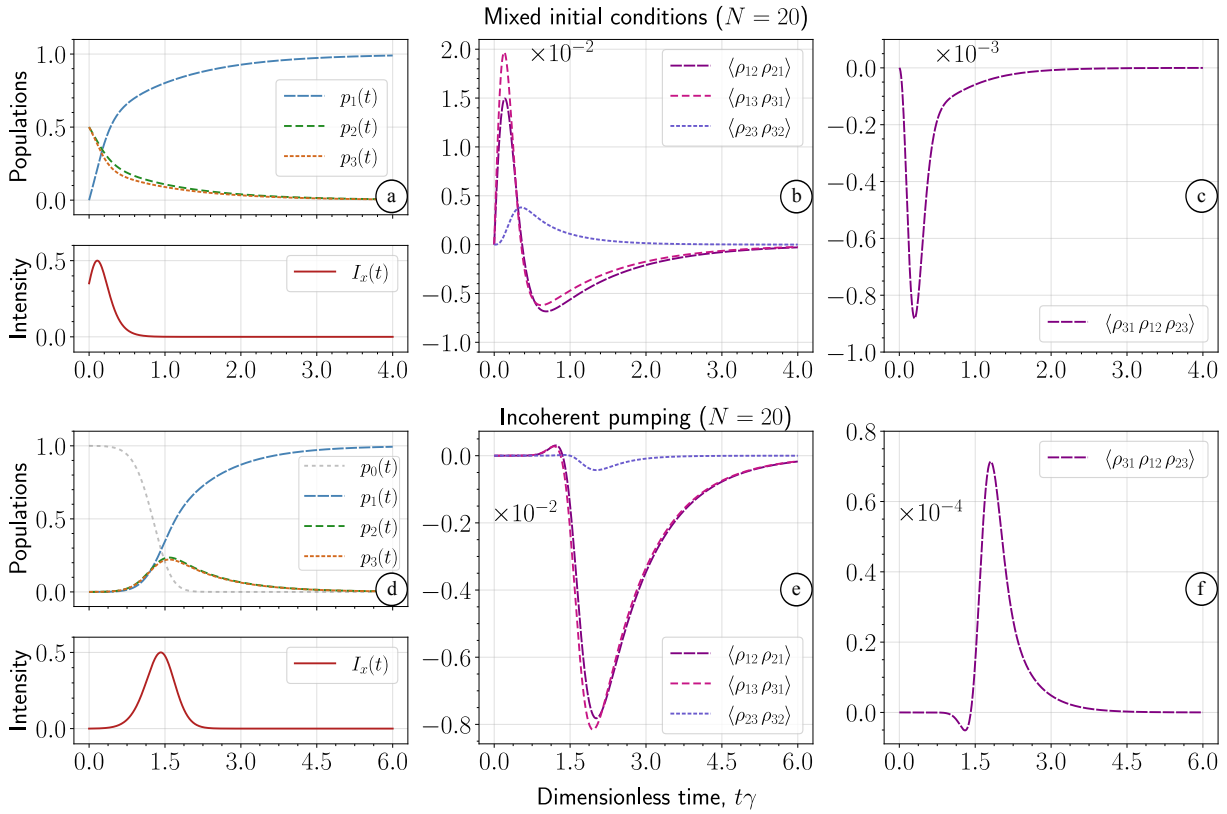 Mixed initial conditions (N = 20)
Populations
1.0
0.5
0.0
p₁(t)
p₂(t)
p₃(t)
a
Intensity
0.5
0.0
Iₓ(t)
0.0 1.0 2.0 3.0 4.0
2.0
1.5
1.0
0.5
0.0
−0.5
−1.0
×10⁻²
⟨ρ₁₂ ρ₂₁⟩
⟨ρ₁₃ ρ₃₁⟩
⟨ρ₂₃ ρ₃₂⟩
b
0.0 1.0 2.0 3.0 4.0
0.0
−0.2
−0.4
−0.6
−0.8
−1.0
×10⁻³
c
⟨ρ₃₁ ρ₁₂ ρ₂₃⟩
0.0 1.0 2.0 3.0 4.0
Incoherent pumping (N = 20)
Populations
1.0
0.5
0.0
p₀(t)
p₁(t)
p₂(t)
p₃(t)
d
Intensity
0.5
0.0
Iₓ(t)
0.0 1.5 3.0 4.5 6.0
0.0
−0.2
−0.4
−0.6
−0.8
×10⁻²
e
⟨ρ₁₂ ρ₂₁⟩
⟨ρ₁₃ ρ₃₁⟩
⟨ρ₂₃ ρ₃₂⟩
0.0 1.5 3.0 4.5 6.0
0.8
0.6
0.4
0.2
0.0
⟨ρ₃₁ ρ₁₂ ρ₂₃⟩
×10⁻⁴
f
0.0 1.5 3.0 4.5 6.0
Dimensionless time, tγ